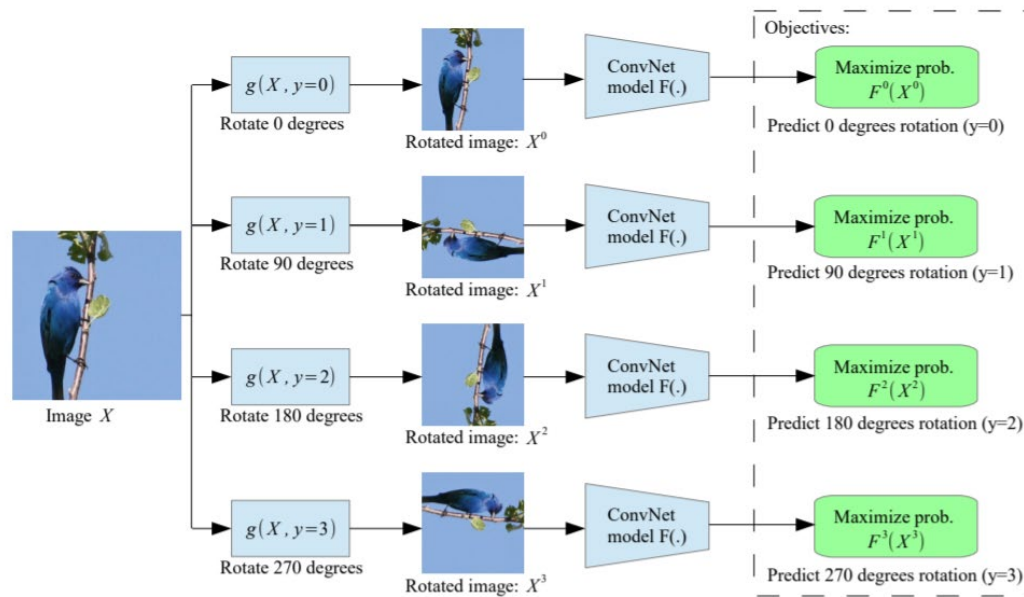 Objectives:
g(X, y=0)
Rotate 0 degrees
Rotated image: X⁰
ConvNet
model F(.)
Maximize prob.
F⁰(X⁰)
Predict 0 degrees rotation (y=0)
g(X, y=1)
Rotate 90 degrees
Rotated image: X¹
ConvNet
model F(.)
Maximize prob.
F¹(X¹)
Predict 90 degrees rotation (y=1)
Image X
g(X, y=2)
Rotate 180 degrees
Rotated image: X²
ConvNet
model F(.)
Maximize prob.
F²(X²)
Predict 180 degrees rotation (y=2)
g(X, y=3)
Rotate 270 degrees
Rotated image: X³
ConvNet
model F(.)
Maximize prob.
F³(X³)
Predict 270 degrees rotation (y=3)